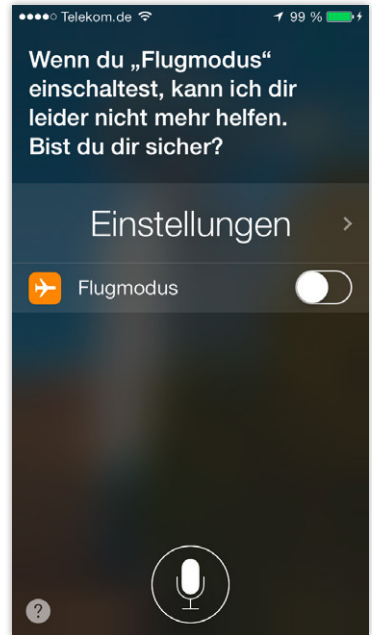 Telekom.de 99 %
Wenn du „Flugmodus“
einschaltest, kann ich dir
leider nicht mehr helfen.
Bist du dir sicher?
Einstellungen
Flugmodus
?